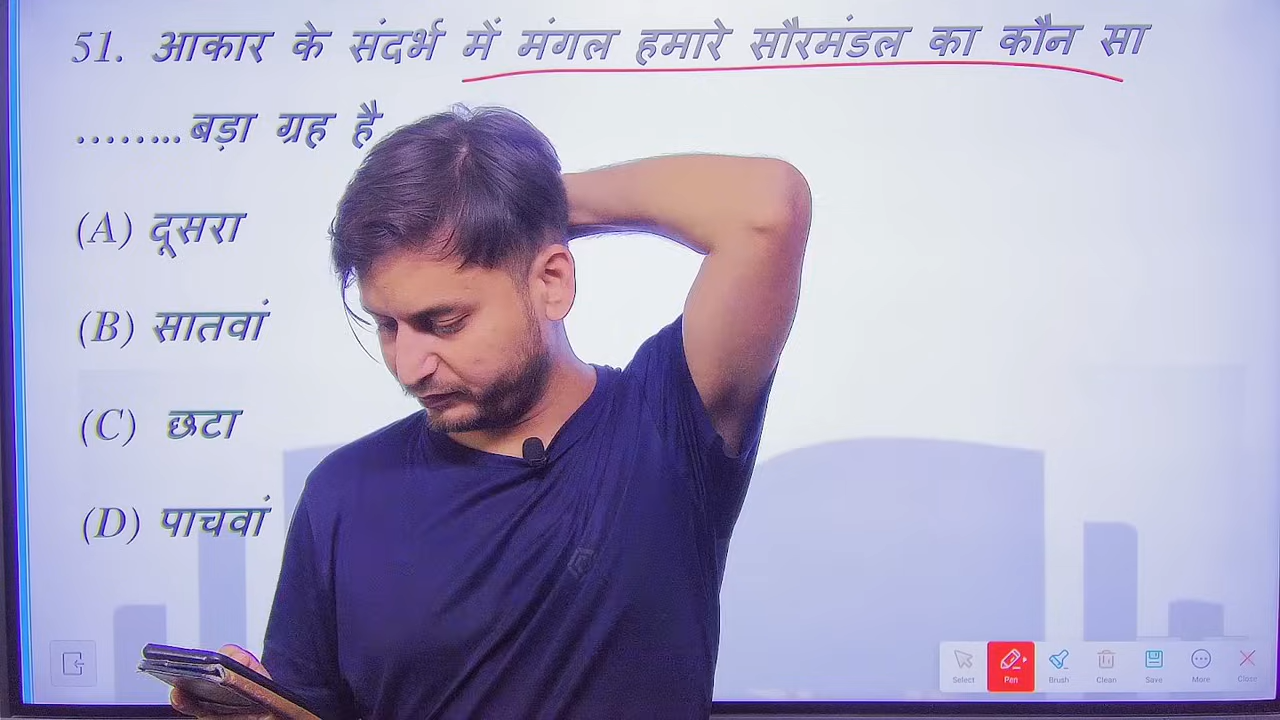 51. आकार के संदर्भ में मंगल हमारे सौरमंडल का कौन सा
........बड़ा ग्रह है
(A) दूसरा
(B) सातवां
(C) छटा
(D) पाचवां
Select Pen Brush Clean Save More Close